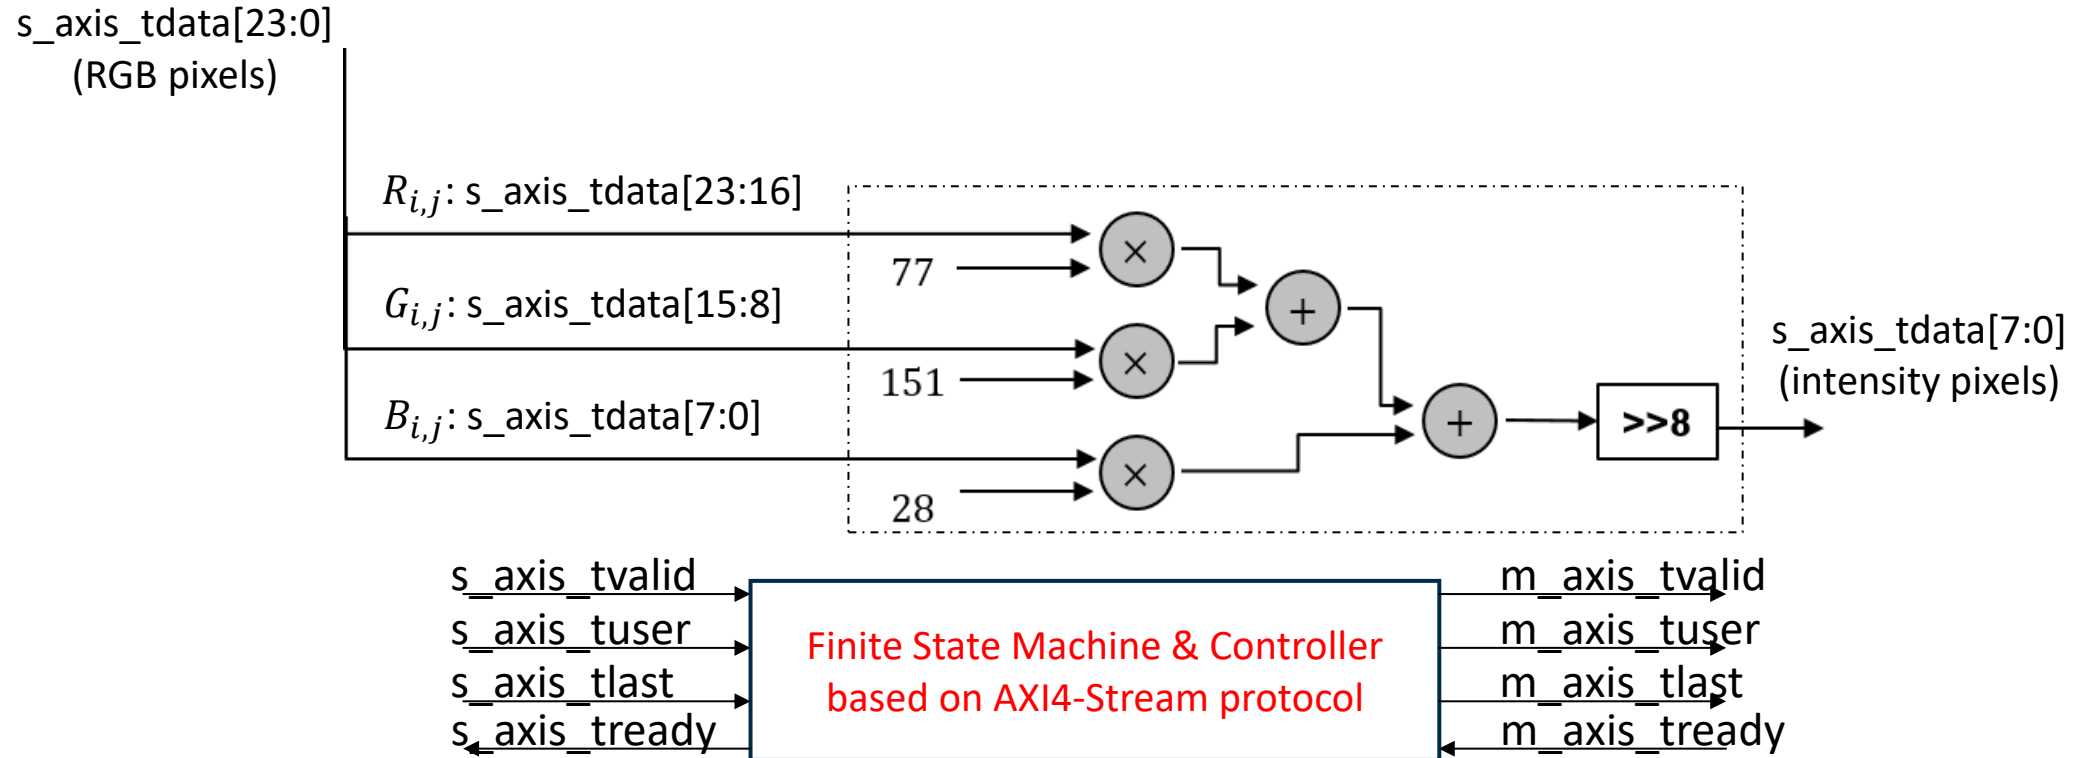 s_axis_tdata[23:0]
(RGB pixels)
R_{i,j}: s_axis_tdata[23:16]
77
×
G_{i,j}: s_axis_tdata[15:8]
151
×
+
B_{i,j}: s_axis_tdata[7:0]
28
×
+
>>8
s_axis_tdata[7:0]
(intensity pixels)
s_axis_tvalid
s_axis_tuser
s_axis_tlast
s_axis_tready
Finite State Machine & Controller
based on AXI4-Stream protocol
m_axis_tvalid
m_axis_tuser
m_axis_tlast
m_axis_tready